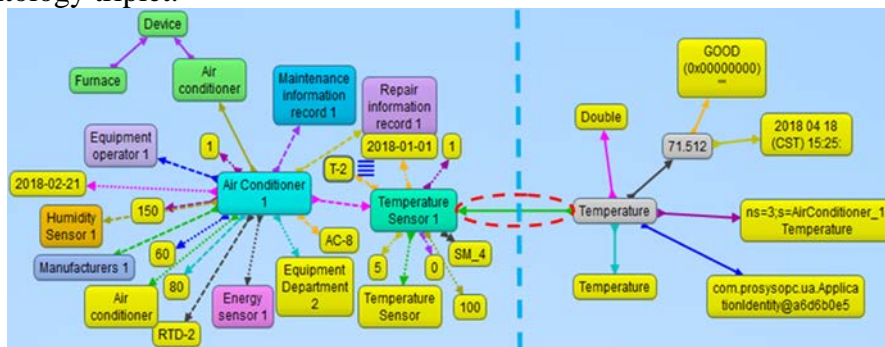 Device
Furnace
Air
conditioner
Maintenance
information
record 1
Repair
information
record 1
Equipment
operator 1
1
2018-01-01
1
T-2
2018-02-21
Air Conditioner
1
150
Humidity
Sensor 1
Temperature
Sensor 1
60
AC-8
SM_4
Manufacturers 1
80
Equipment
Department
2
5
0
Air
conditioner
Energy
sensor 1
Temperature
Sensor
100
RTD-2
GOOD
(0x00000000)
""
Double
71.512
2018 04 18
(CST) 15:25:
Temperature
ns=3;s=AirConditioner_1
Temperature
Temperature
com.prosysopc.ua.Applica
tionIdentity@a6d6b0e5